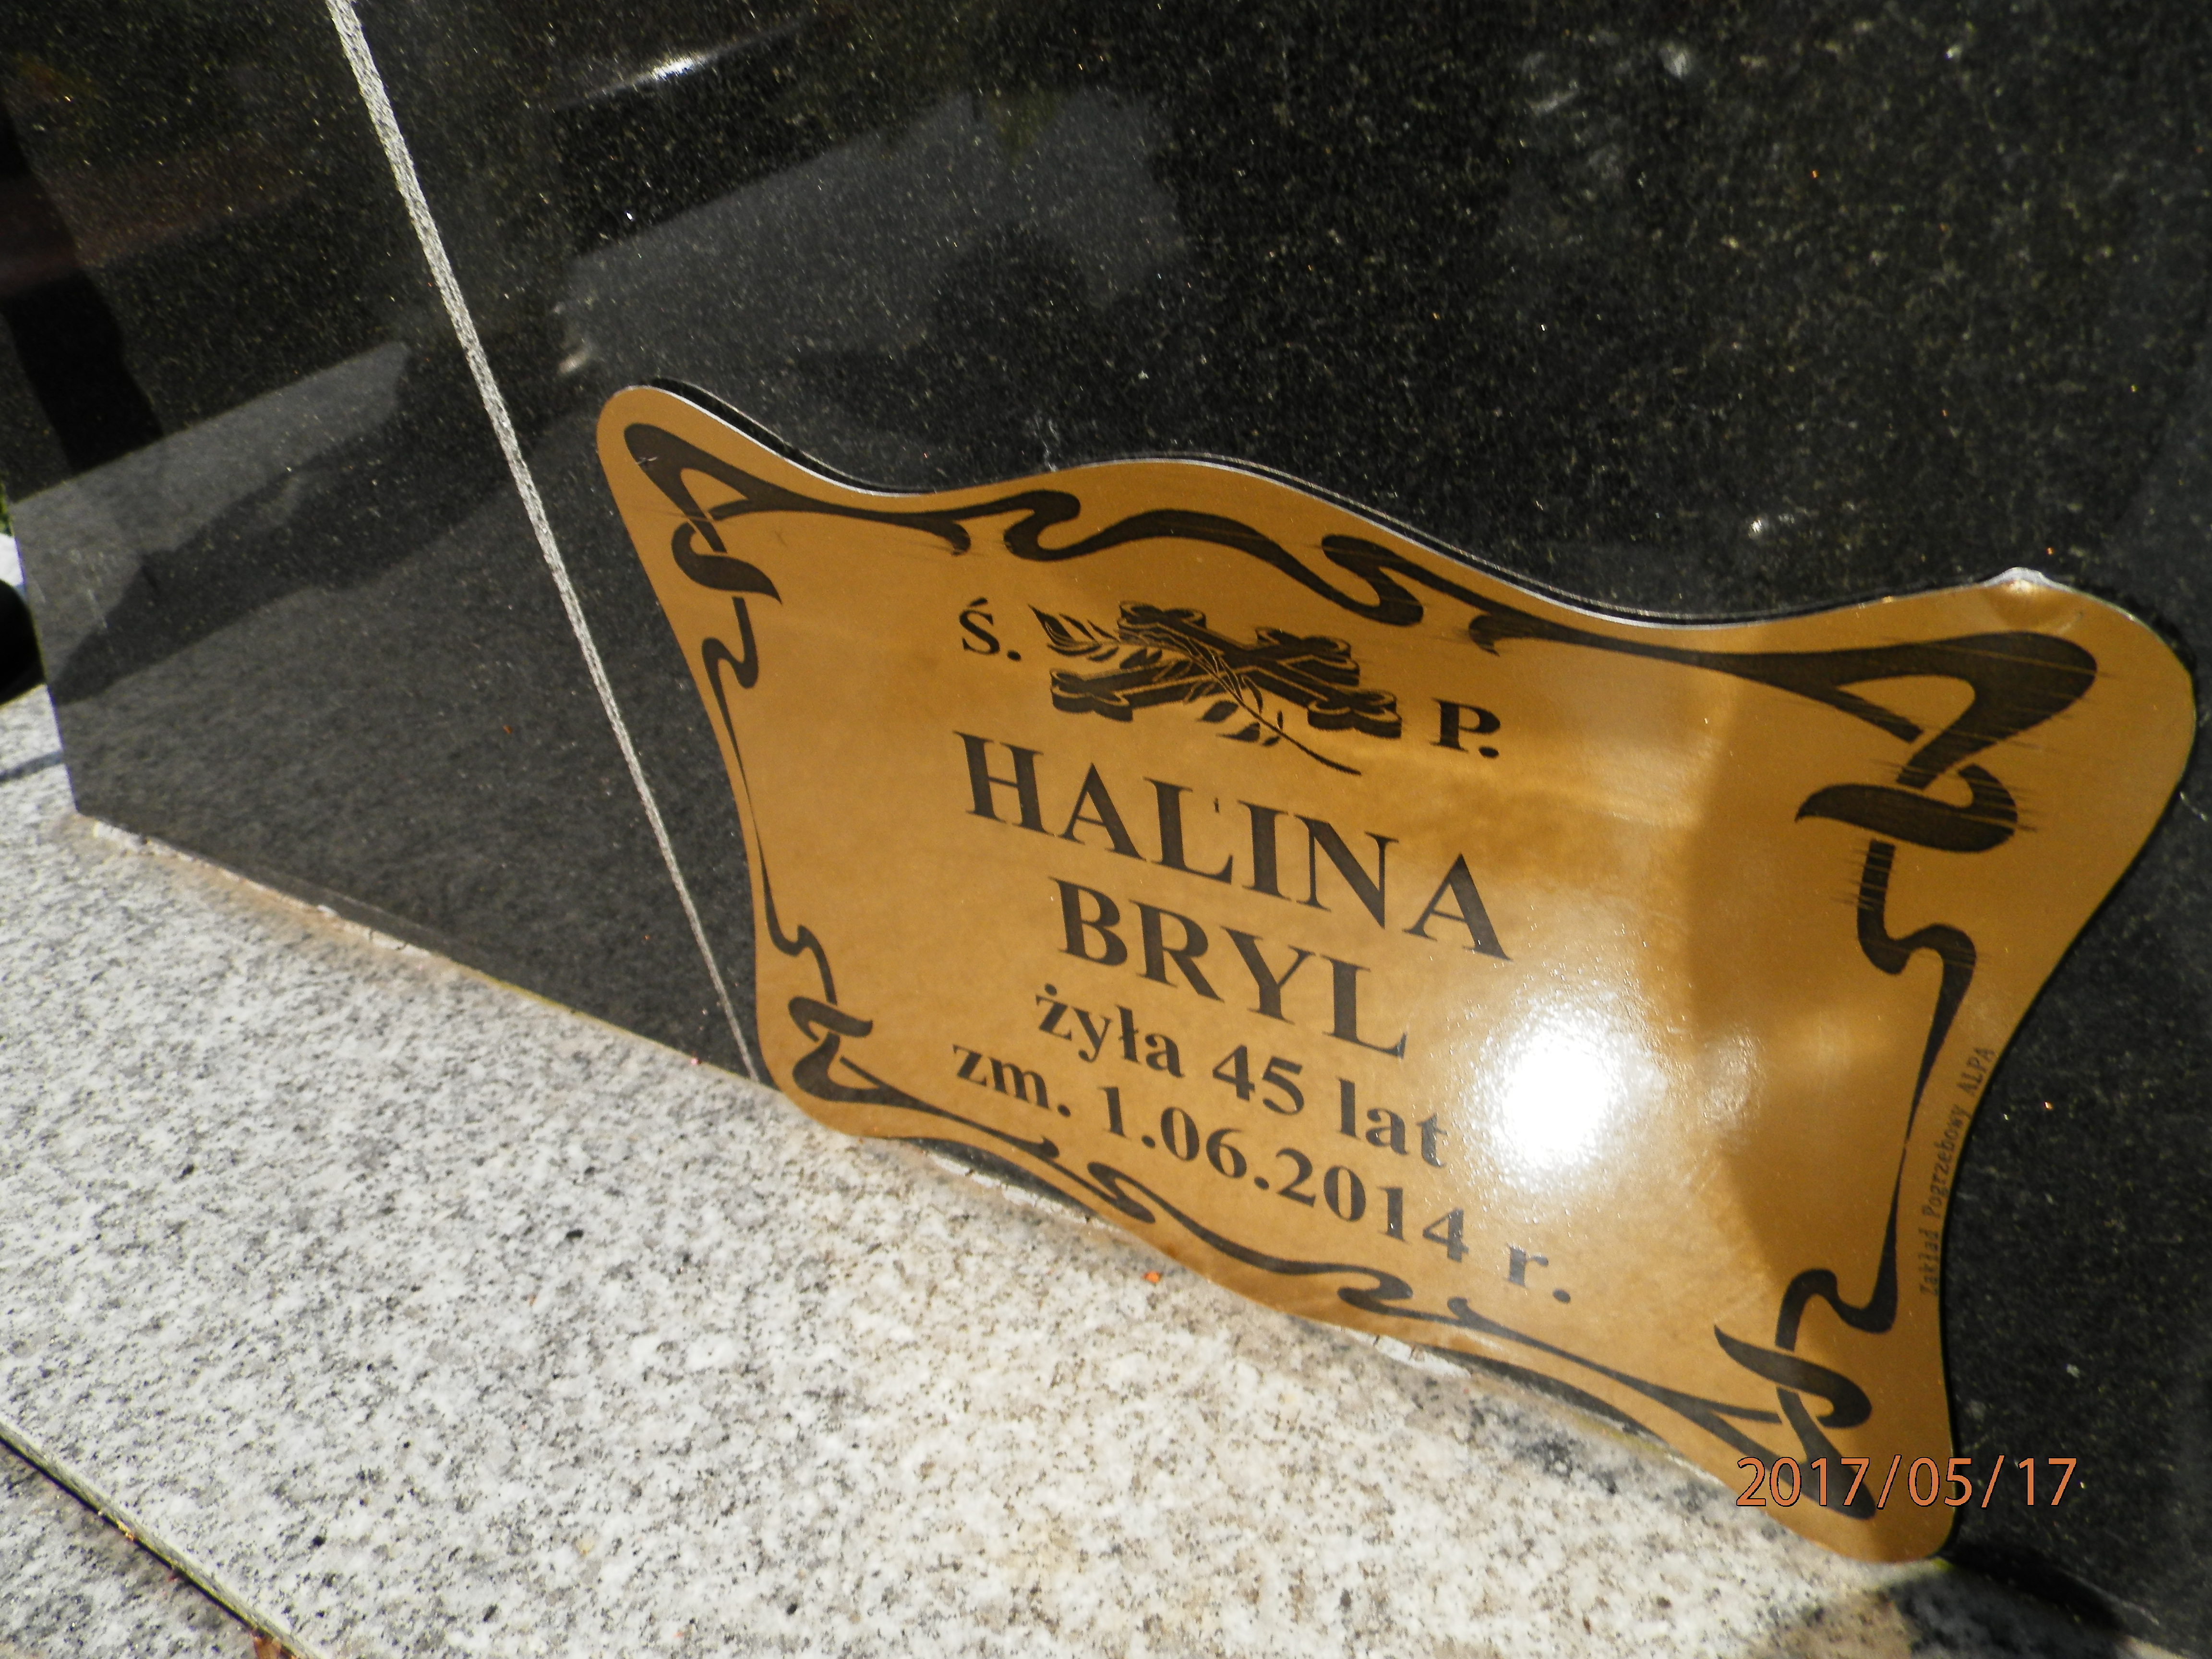 Ś. P.
HALINA
BRYL
żyła 45 lat
zm. 1.06.2014 r.
Zakład Pogrzebowy ALPA
2017/05/17